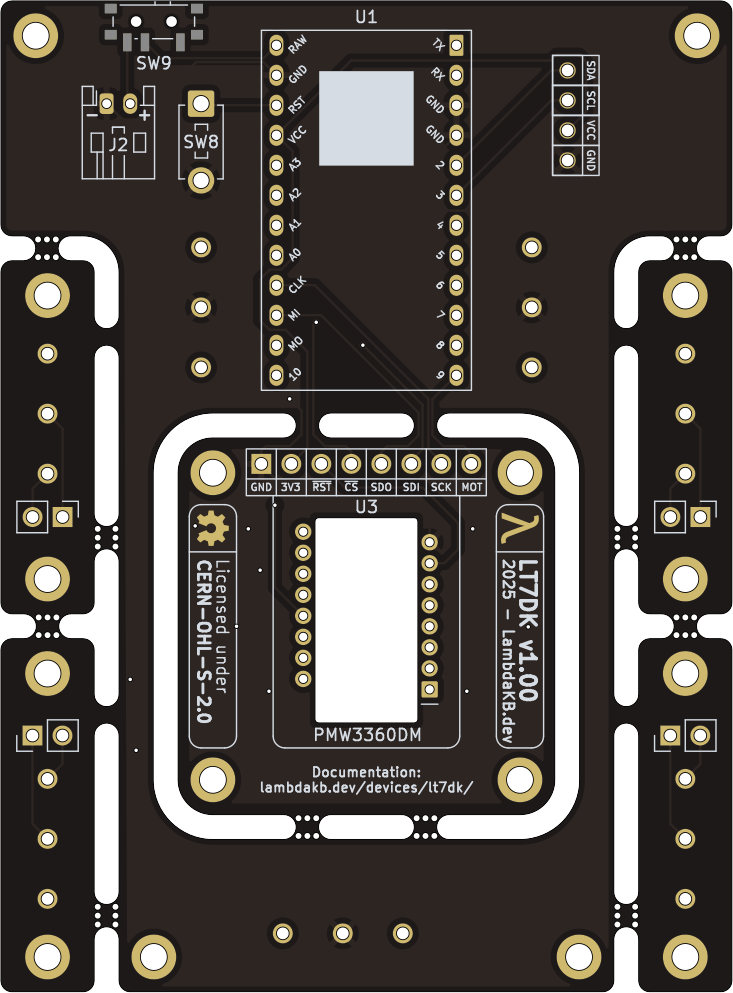 U1
SW9
RAW
GND
RST
VCC
A3
A2
A1
A0
CLK
MI
MO
10
TX
RX
GND
GND
2
3
4
5
6
7
8
9
SDA
SCL
VCC
GND
- +
J2
SW8
GND 3V3 RST CS SDO SDI SCK MOT
U3
Licensed under
CERN-OHL-S-2.0
λ
LT7DK v1.00
2025 - LambdaKB.dev
PMW3360DM
Documentation:
lambdakb.dev/devices/lt7dk/